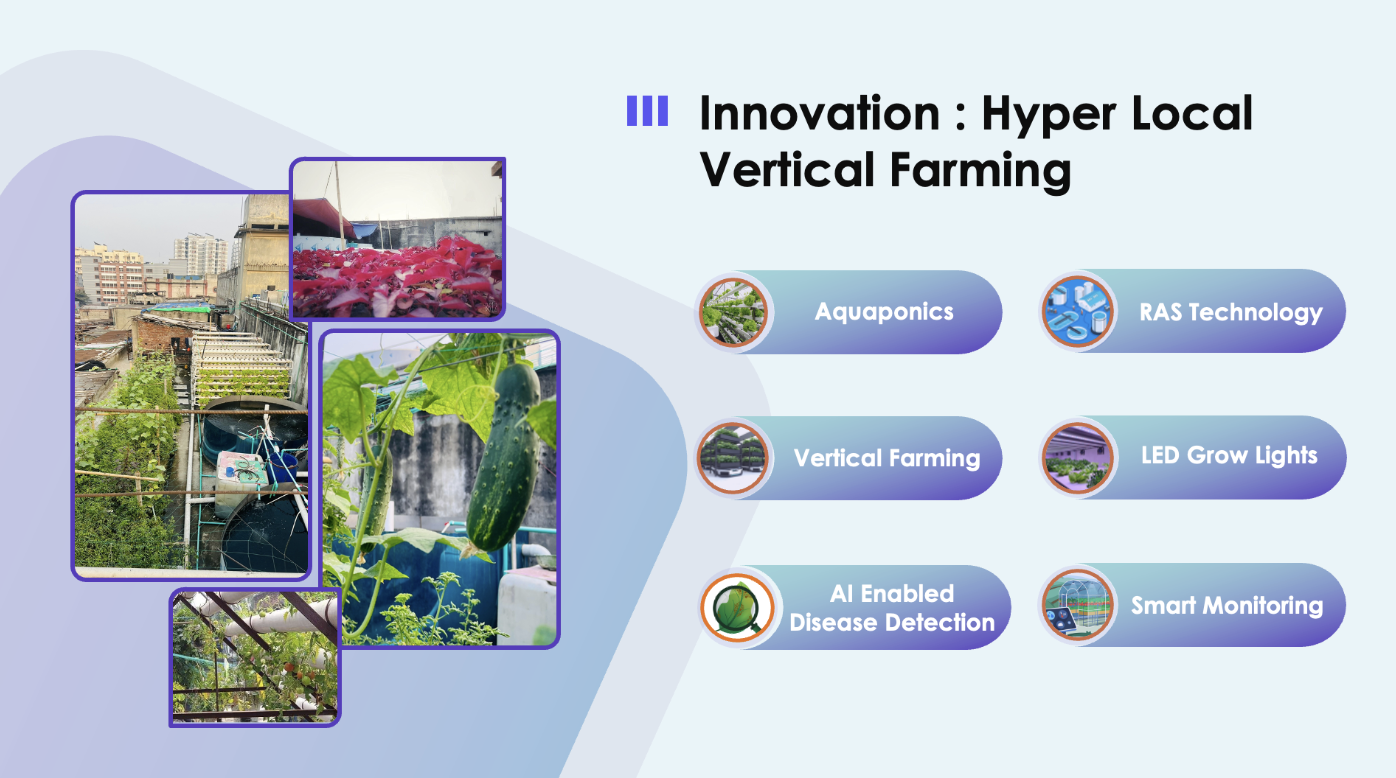 Innovation : Hyper Local
Vertical Farming
Aquaponics
RAS Technology
Vertical Farming
LED Grow Lights
AI Enabled
Disease Detection
Smart Monitoring